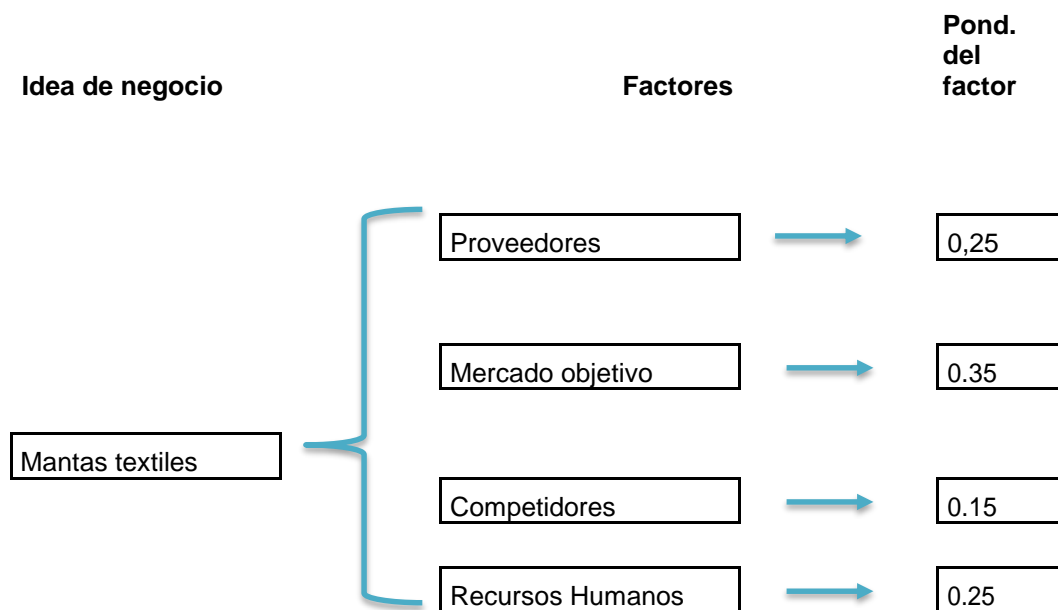 Pond.
del
factor
Idea de negocio
Factores
Proveedores
0,25
Mercado objetivo
0.35
Mantas textiles
Competidores
0.15
Recursos Humanos
0.25